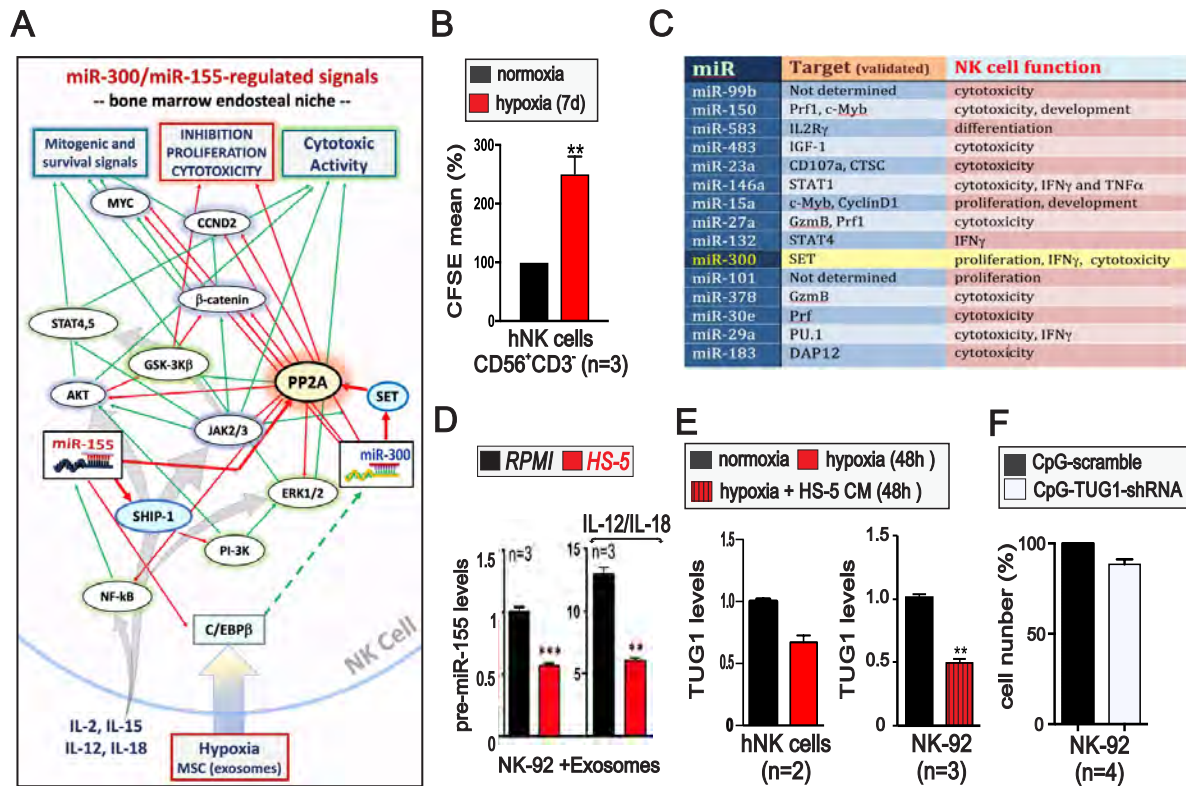 A
miR-300/miR-155-regulated signals
-- bone marrow endosteal niche --
Mitogenic
and survival signals
INHIBITION
PROLIFERATION
CYTOTOXICITY
Cytotoxic
Activity
MYC
CCND2
β-catenin
STAT4,5
GSK-3Kβ
PP2A
AKT
SET
JAK2/3
miR-155
miR-300
ERK1/2
SHIP-1
PI-3K
NF-kB
C/EBPβ
NK Cell
IL-2, IL-15
IL-12, IL-18
Hypoxia
MSC (exosomes)
B
normoxia
hypoxia (7d)
CFSE mean (%)
300
200
100
0
**
hNK cells
CD56+CD3- (n=3)
C
miR Target (validated) NK cell function
miR-99b Not determined cytotoxicity
miR-150 Prf1, c-Myb cytotoxicity, development
miR-583 IL2Rγ differentiation
miR-483 IGF-1 cytotoxicity
miR-23a CD107a, CTSC cytotoxicity
miR-146a STAT1 cytotoxicity, IFNγ and TNFα
miR-15a c-Myb, CyclinD1 proliferation, development
miR-27a GzmB, Prf1 cytotoxicity
miR-132 STAT4 IFNγ
miR-300 SET proliferation, IFNγ, cytotoxicity
miR-101 Not determined proliferation
miR-378 GzmB cytotoxicity
miR-30e Prf cytotoxicity
miR-29a PU.1 cytotoxicity, IFNγ
miR-183 DAP12 cytotoxicity
D
RPMI HS-5
IL-12/IL-18
pre-miR-155 levels
1.5
1
0.5
0
n=3
***
15
10
5
0
n=3
**
NK-92 +Exosomes
E
normoxia hypoxia (48h )
hypoxia + HS-5 CM (48h )
TUG1 levels
1.5
1.0
0.5
0
hNK cells
(n=2)
TUG1 levels
1.5
1.0
0.5
0
**
NK-92
(n=3)
F
CpG-scramble
CpG-TUG1-shRNA
cell nunber (%)
100
50
0
NK-92
(n=4)